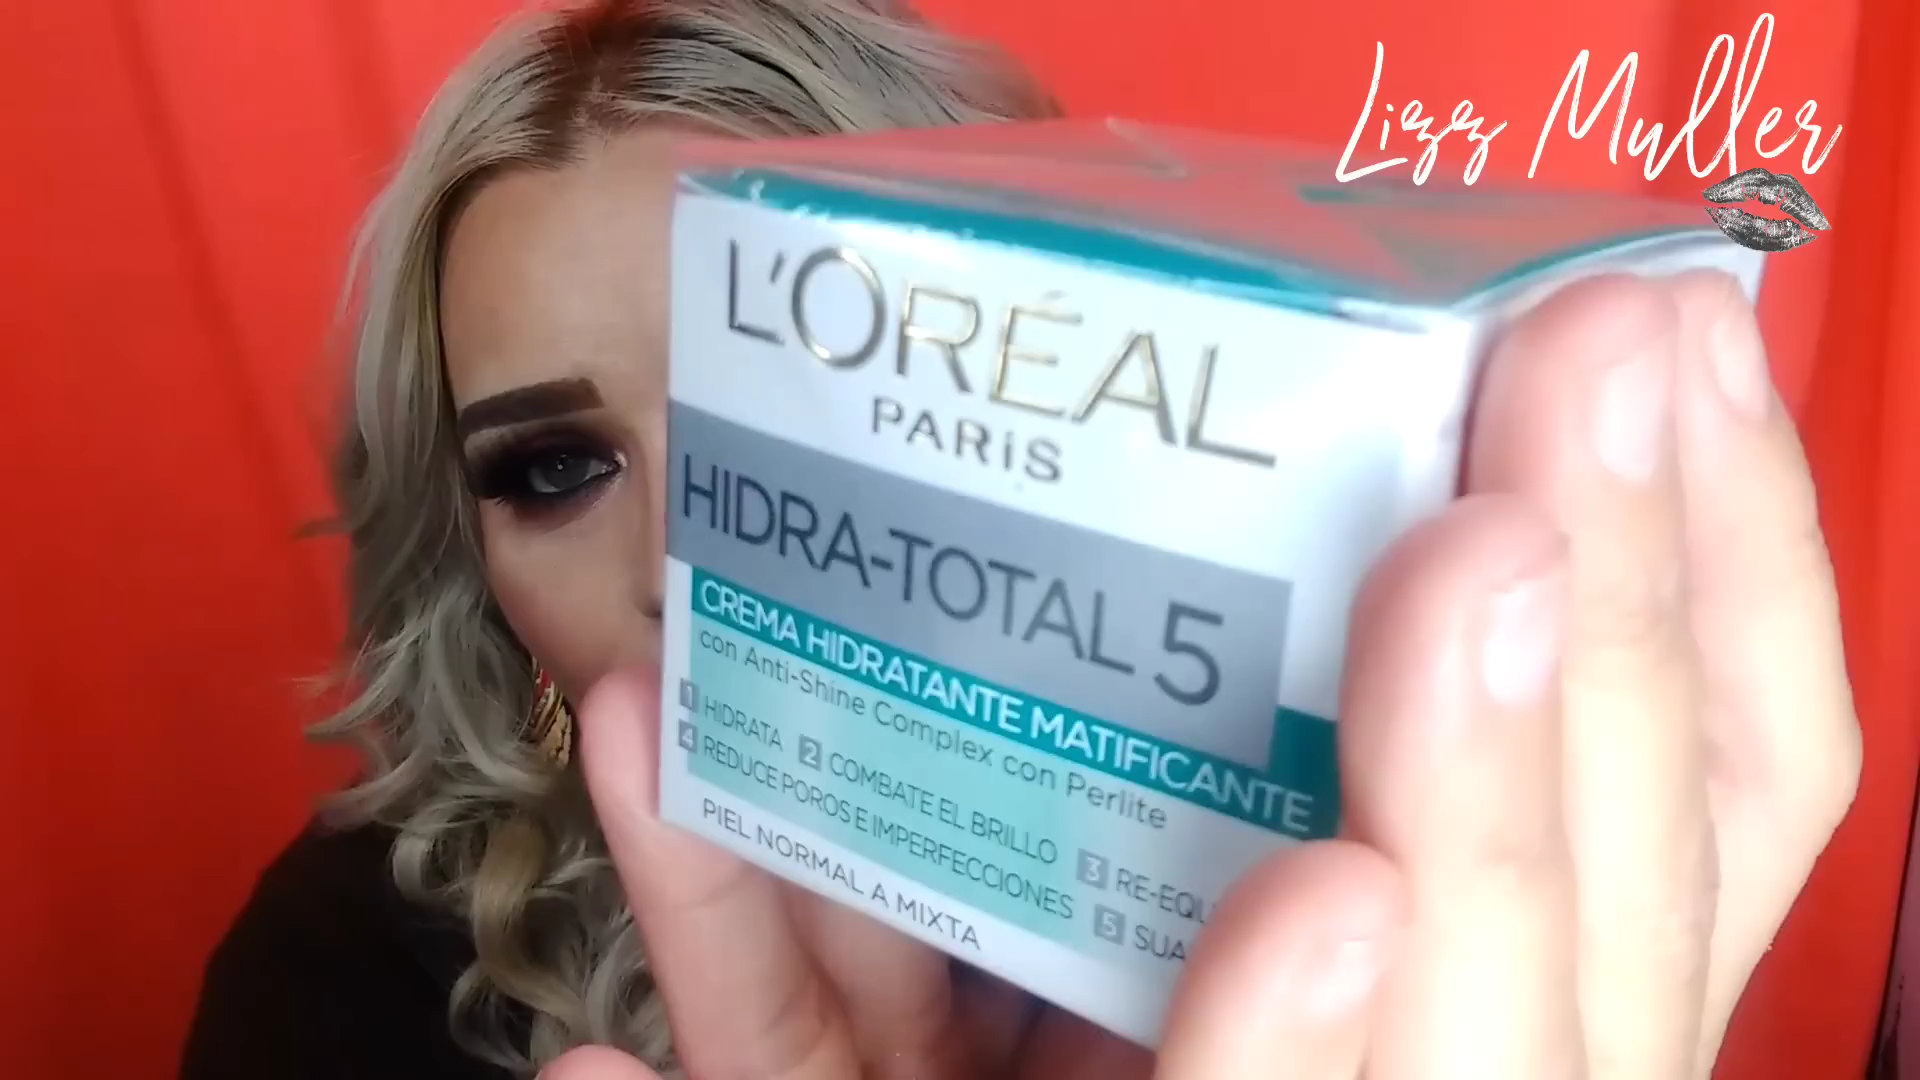 Lizz Muller
L'ORÉAL
PARiS
HIDRA-TOTAL 5
CREMA HIDRATANTE MATIFICANTE
con Anti-Shine Complex con Perlite
1 HIDRATA 2 COMBATE EL BRILLO 3
4 REDUCE POROS E IMPERFECCIONES 5
PIEL NORMAL A MIXTA